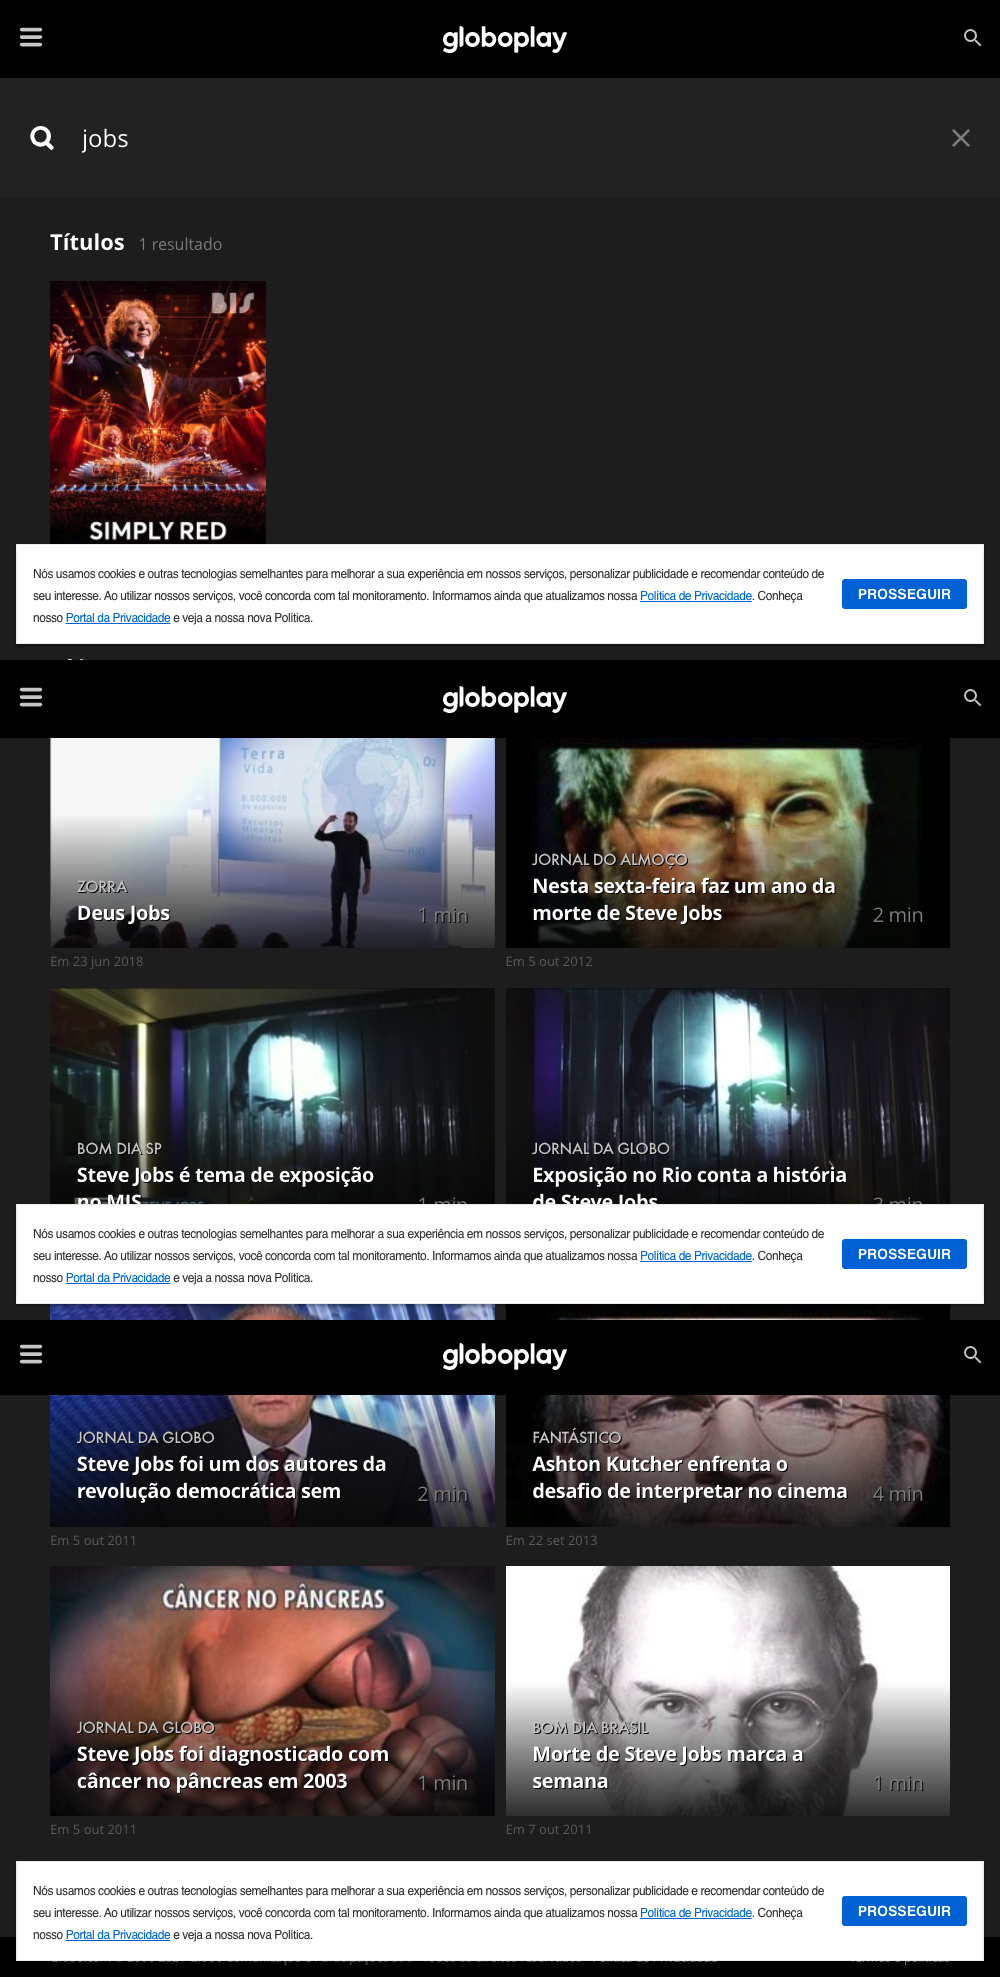 globoplay
jobs
Títulos 1 resultado
BIS
SIMPLY RED
Nós usamos cookies e outras tecnologias semelhantes para melhorar a sua experiência em nossos serviços, personalizar publicidade e recomendar conteúdo de
seu interesse. Ao utilizar nossos serviços, você concorda com tal monitoramento. Informamos ainda que atualizamos nossa Política de Privacidade. Conheça
nosso Portal da Privacidade e veja a nossa nova Política.
PROSSEGUIR
globoplay
Terra
Vida
O₂
8.000.000
de espécies
Recursos
Minerais
infinitos
H₂O
ZORRA
Deus Jobs
1 min
Em 23 jun 2018
JORNAL DO ALMOÇO
Nesta sexta-feira faz um ano da
morte de Steve Jobs
2 min
Em 5 out 2012
BOM DIA SP
Steve Jobs é tema de exposição
no MIS
1 min
JORNAL DA GLOBO
Exposição no Rio conta a história
de Steve Jobs
Nós usamos cookies e outras tecnologias semelhantes para melhorar a sua experiência em nossos serviços, personalizar publicidade e recomendar conteúdo de
seu interesse. Ao utilizar nossos serviços, você concorda com tal monitoramento. Informamos ainda que atualizamos nossa Política de Privacidade. Conheça
nosso Portal da Privacidade e veja a nossa nova Política.
PROSSEGUIR
globoplay
JORNAL DA GLOBO
Steve Jobs foi um dos autores da
revolução democrática sem
2 min
Em 5 out 2011
FANTÁSTICO
Ashton Kutcher enfrenta o
desafio de interpretar no cinema
4 min
Em 22 set 2013
CÂNCER NO PÂNCREAS
JORNAL DA GLOBO
Steve Jobs foi diagnosticado com
câncer no pâncreas em 2003
1 min
Em 5 out 2011
BOM DIA BRASIL
Morte de Steve Jobs marca a
semana
1 min
Em 7 out 2011
Nós usamos cookies e outras tecnologias semelhantes para melhorar a sua experiência em nossos serviços, personalizar publicidade e recomendar conteúdo de
seu interesse. Ao utilizar nossos serviços, você concorda com tal monitoramento. Informamos ainda que atualizamos nossa Política de Privacidade. Conheça
nosso Portal da Privacidade e veja a nossa nova Política.
PROSSEGUIR